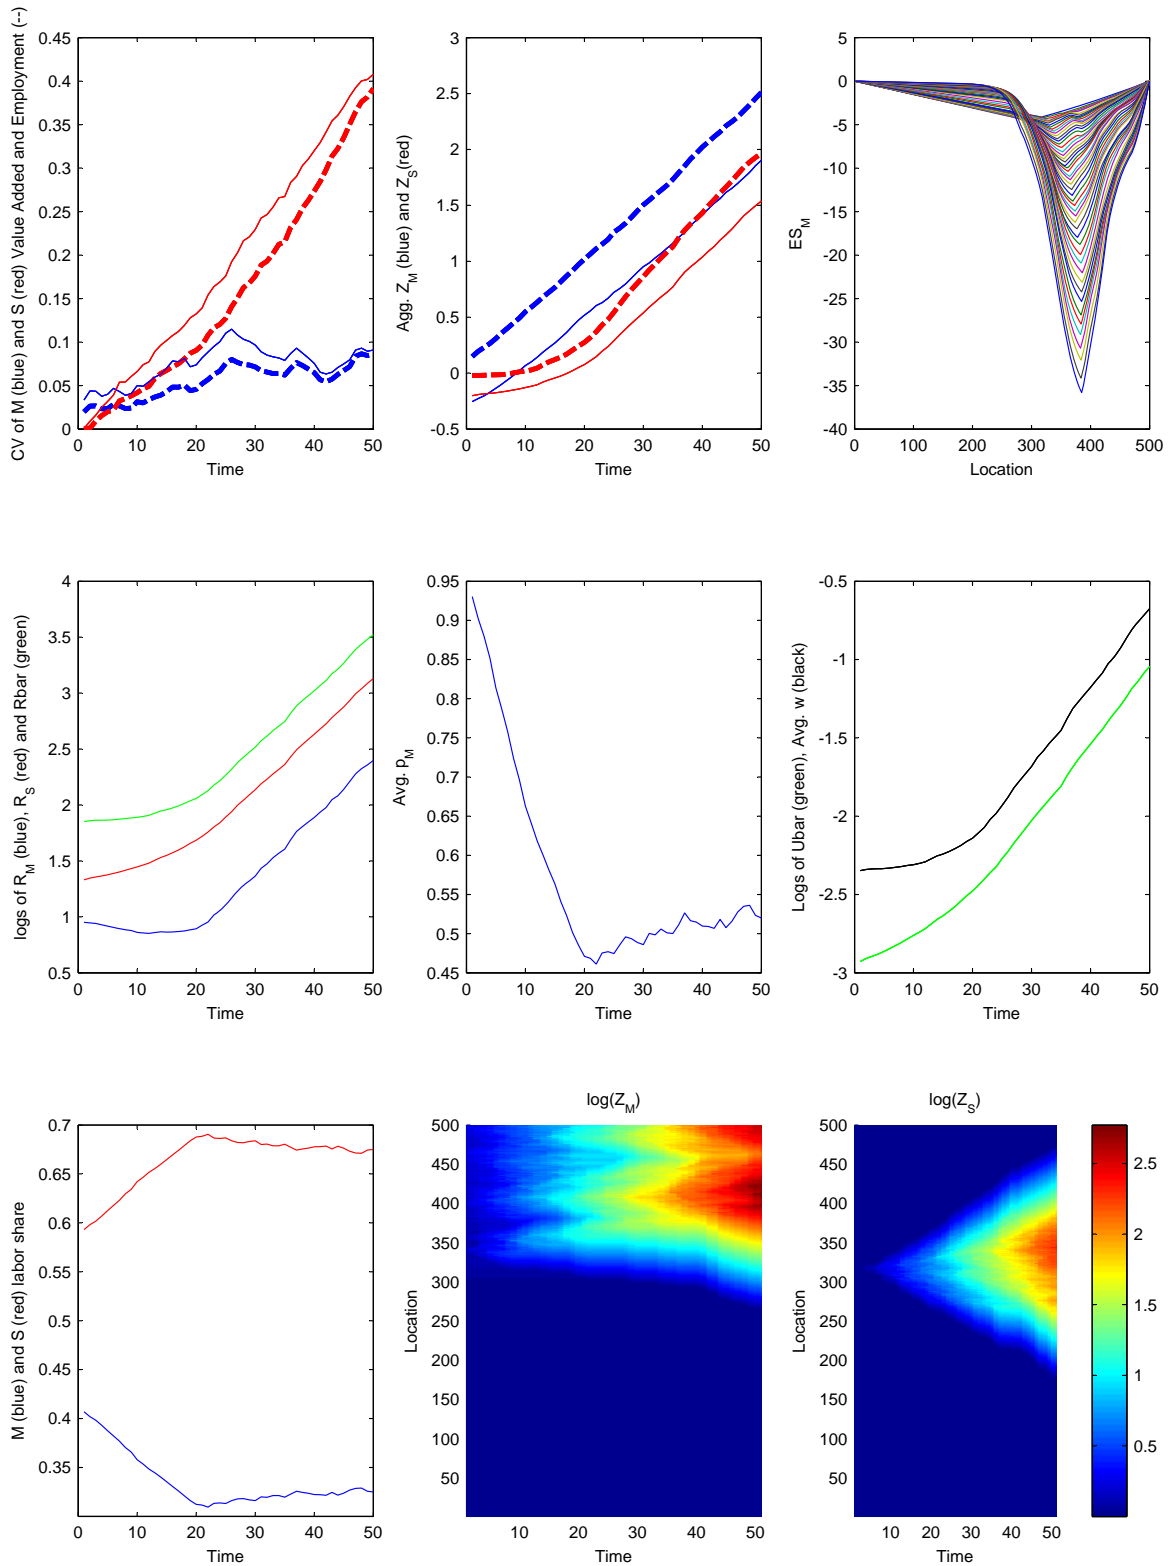 CV of M (blue) and S (red) Value Added and Employment (--)
0.45
0.4
0.35
0.3
0.25
0.2
0.15
0.1
0.05
0
0 10 20 30 40 50
Time
Agg. Z_M (blue) and Z_S(red)
3
2.5
2
1.5
1
0.5
0
-0.5
0 10 20 30 40 50
Time
ES_M
5
0
-5
-10
-15
-20
-25
-30
-35
-40
0 100 200 300 400 500
Location
logs of R_M (blue), R_S (red) and Rbar (green)
4
3.5
3
2.5
2
1.5
1
0.5
0 10 20 30 40 50
Time
Avg. p_M
0.95
0.9
0.85
0.8
0.75
0.7
0.65
0.6
0.55
0.5
0.45
0 10 20 30 40 50
Time
Logs of Ubar (green), Avg. w (black)
-0.5
-1
-1.5
-2
-2.5
-3
0 10 20 30 40 50
Time
M (blue) and S (red) labor share
0.7
0.65
0.6
0.55
0.5
0.45
0.4
0.35
0 10 20 30 40 50
Time
log(Z_M)
Location
500
450
400
350
300
250
200
150
100
50
10 20 30 40 50
Time
log(Z_S)
Location
500
450
400
350
300
250
200
150
100
50
10 20 30 40 50
Time
2.5
2
1.5
1
0.5